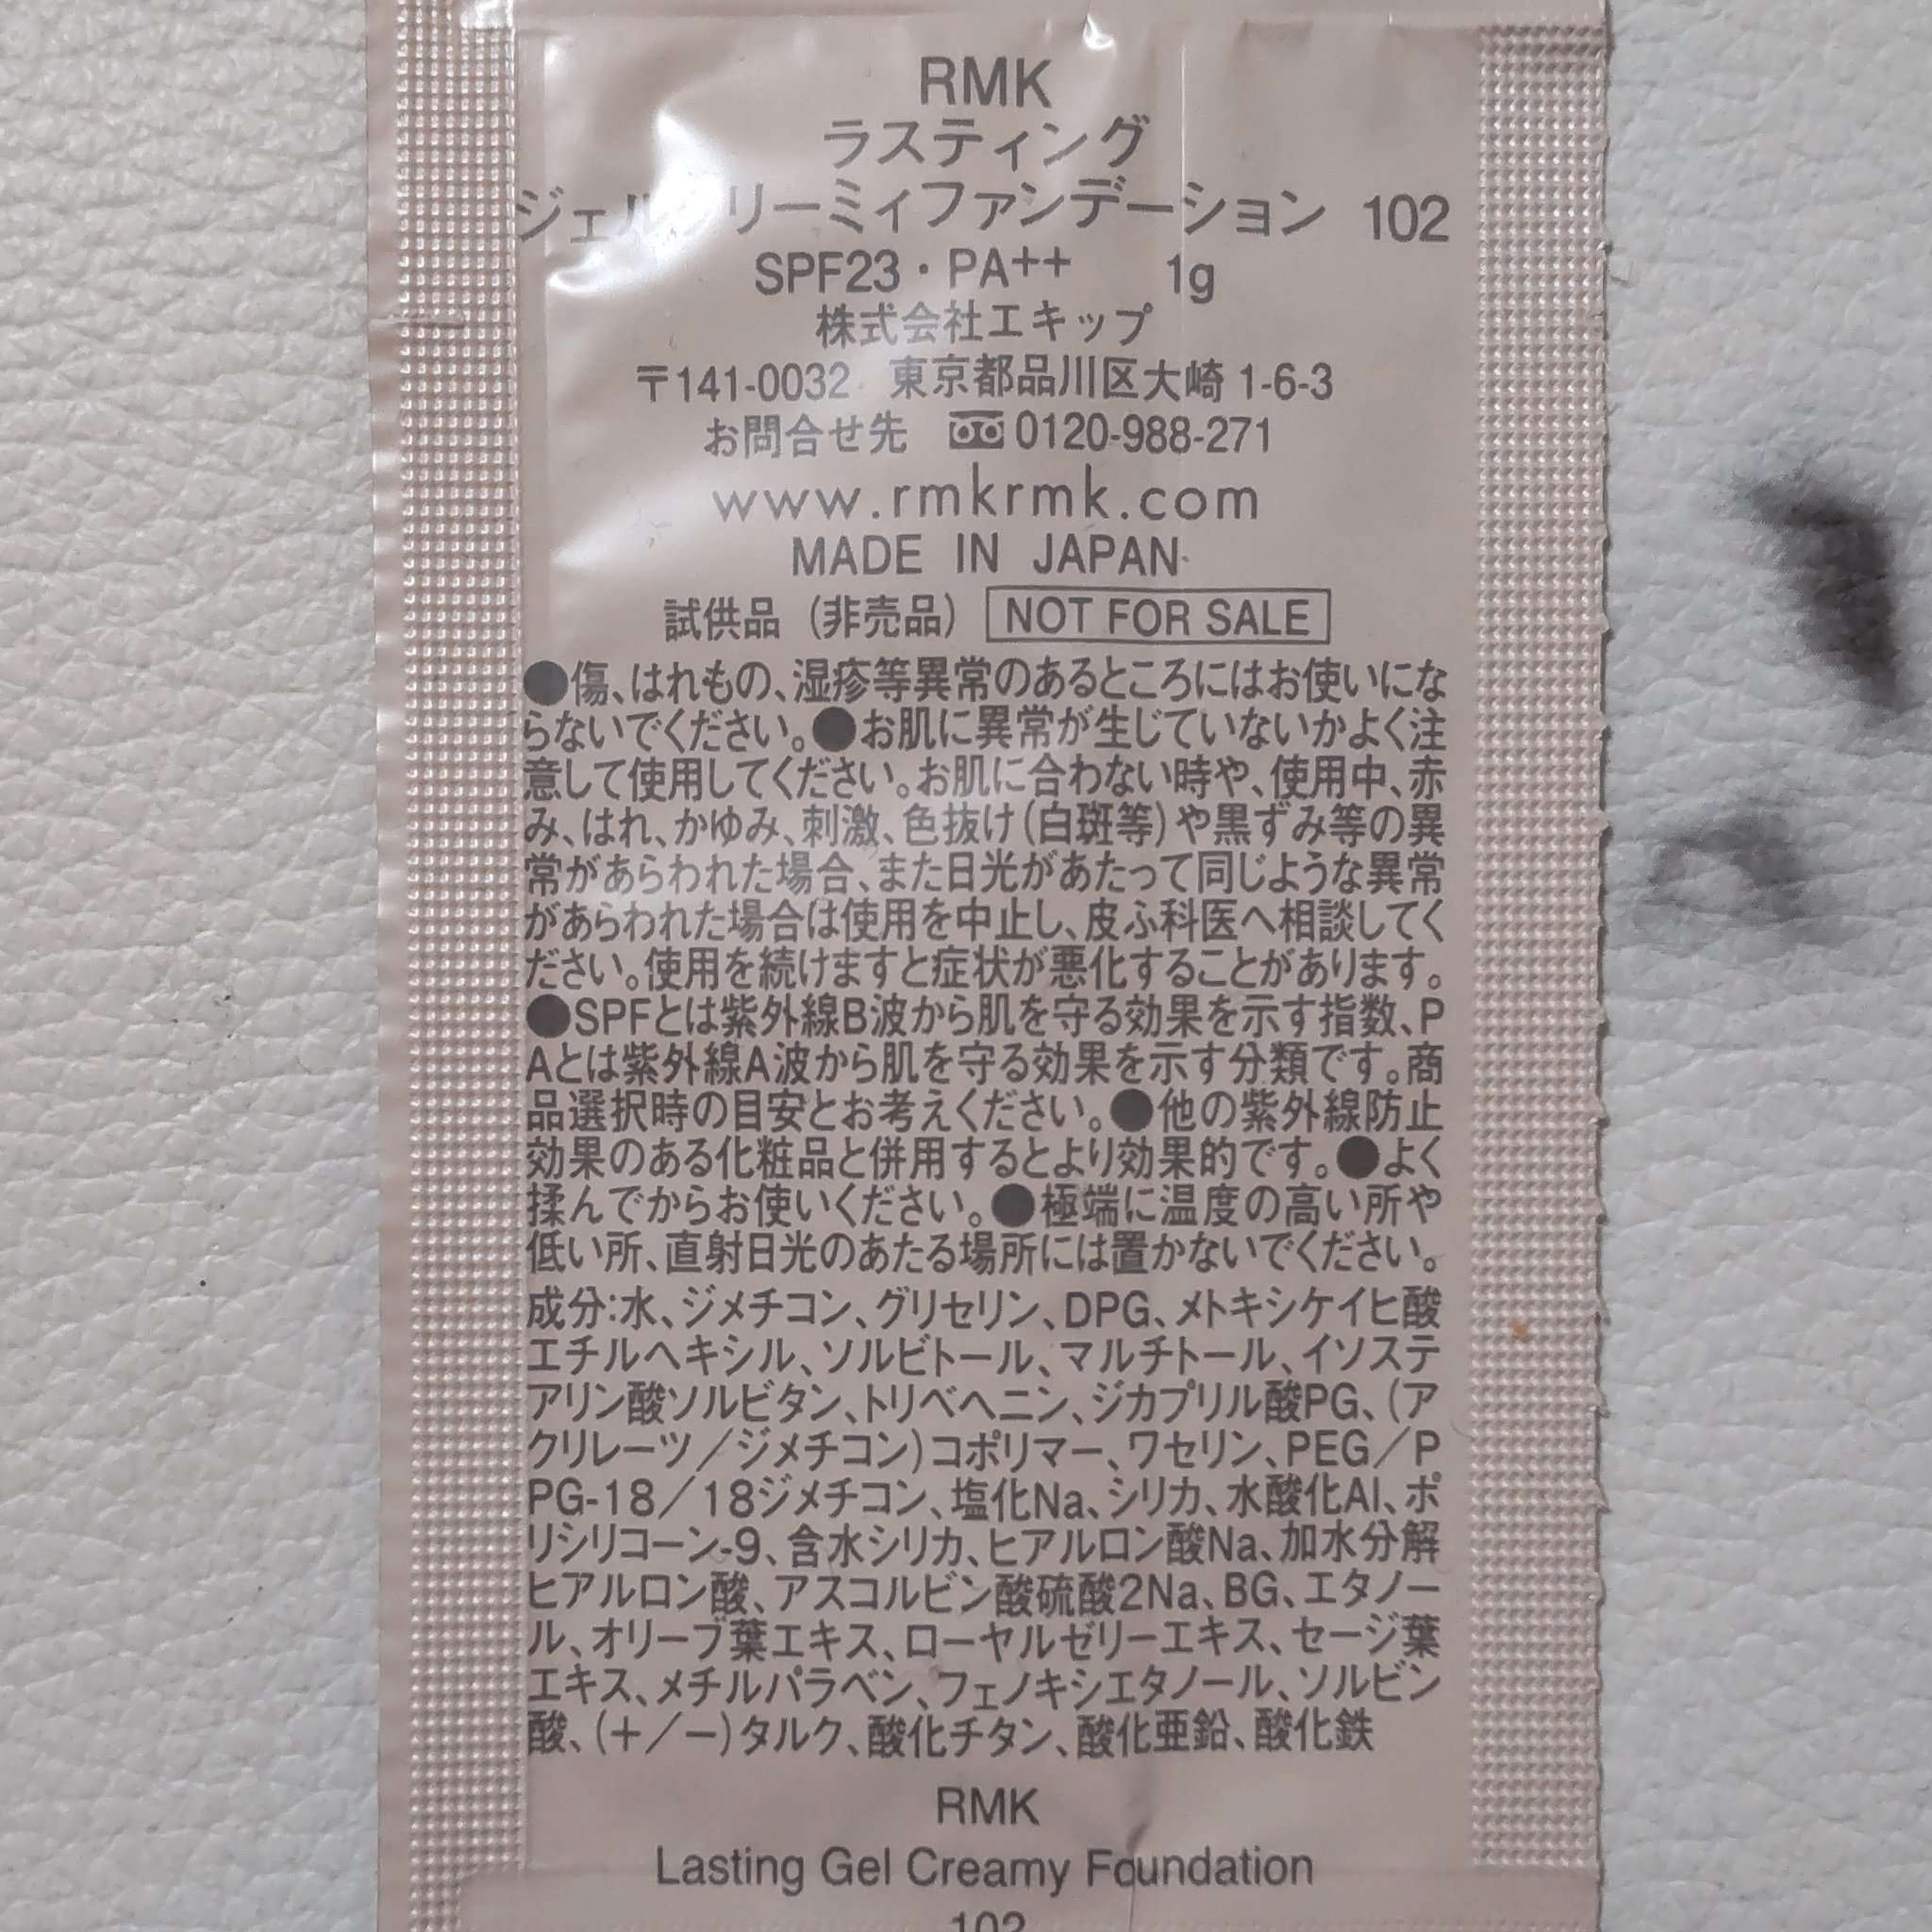 RMK
ラスティング
ジェルクリーミィファンデーション 102
SPF23・PA++ 1g
株式会社エキップ
〒141-0032 東京都品川区大崎 1-6-3
お問合せ先 0120-988-271
www.rmkrmk.com
MADE IN JAPAN
試供品（非売品） NOT FOR SALE
●傷、はれもの、湿疹等異常のあるところにはお使いにな
らないでください。●お肌に異常が生じていないかよく注
意して使用してください。お肌に合わない時や、使用中、赤
み、はれ、かゆみ、刺激、色抜け(白斑等)や黒ずみ等の異
常があらわれた場合、また日光があたって同じような異常
があらわれた場合は使用を中止し、皮ふ科医へ相談してく
ださい。使用を続けますと症状が悪化することがあります。
●SPFとは紫外線B波から肌を守る効果を示す指数、P
Aとは紫外線A波から肌を守る効果を示す分類です。商
品選択時の目安とお考えください。●他の紫外線防止
効果のある化粧品と併用するとより効果的です。●よく
揉んでからお使いください。●極端に温度の高い所や
低い所、直射日光のあたる場所には置かないでください。
成分:水、ジメチコン、グリセリン、DPG、メトキシケイヒ酸
エチルヘキシル、ソルビトール、マルチトール、イソステ
アリン酸ソルビタン、トリベヘニン、ジカプリル酸PG、(ア
クリレーツ／ジメチコン)コポリマー、ワセリン、PEG／P
PG-18／18ジメチコン、塩化Na、シリカ、水酸化Al、ポ
リシリコーン-9、含水シリカ、ヒアルロン酸Na、加水分解
ヒアルロン酸、アスコルビン酸硫酸2Na、BG、エタノー
ル、オリーブ葉エキス、ローヤルゼリーエキス、セージ葉
エキス、メチルパラベン、フェノキシエタノール、ソルビン
酸、(＋／－)タルク、酸化チタン、酸化亜鉛、酸化鉄
RMK
Lasting Gel Creamy Foundation
102